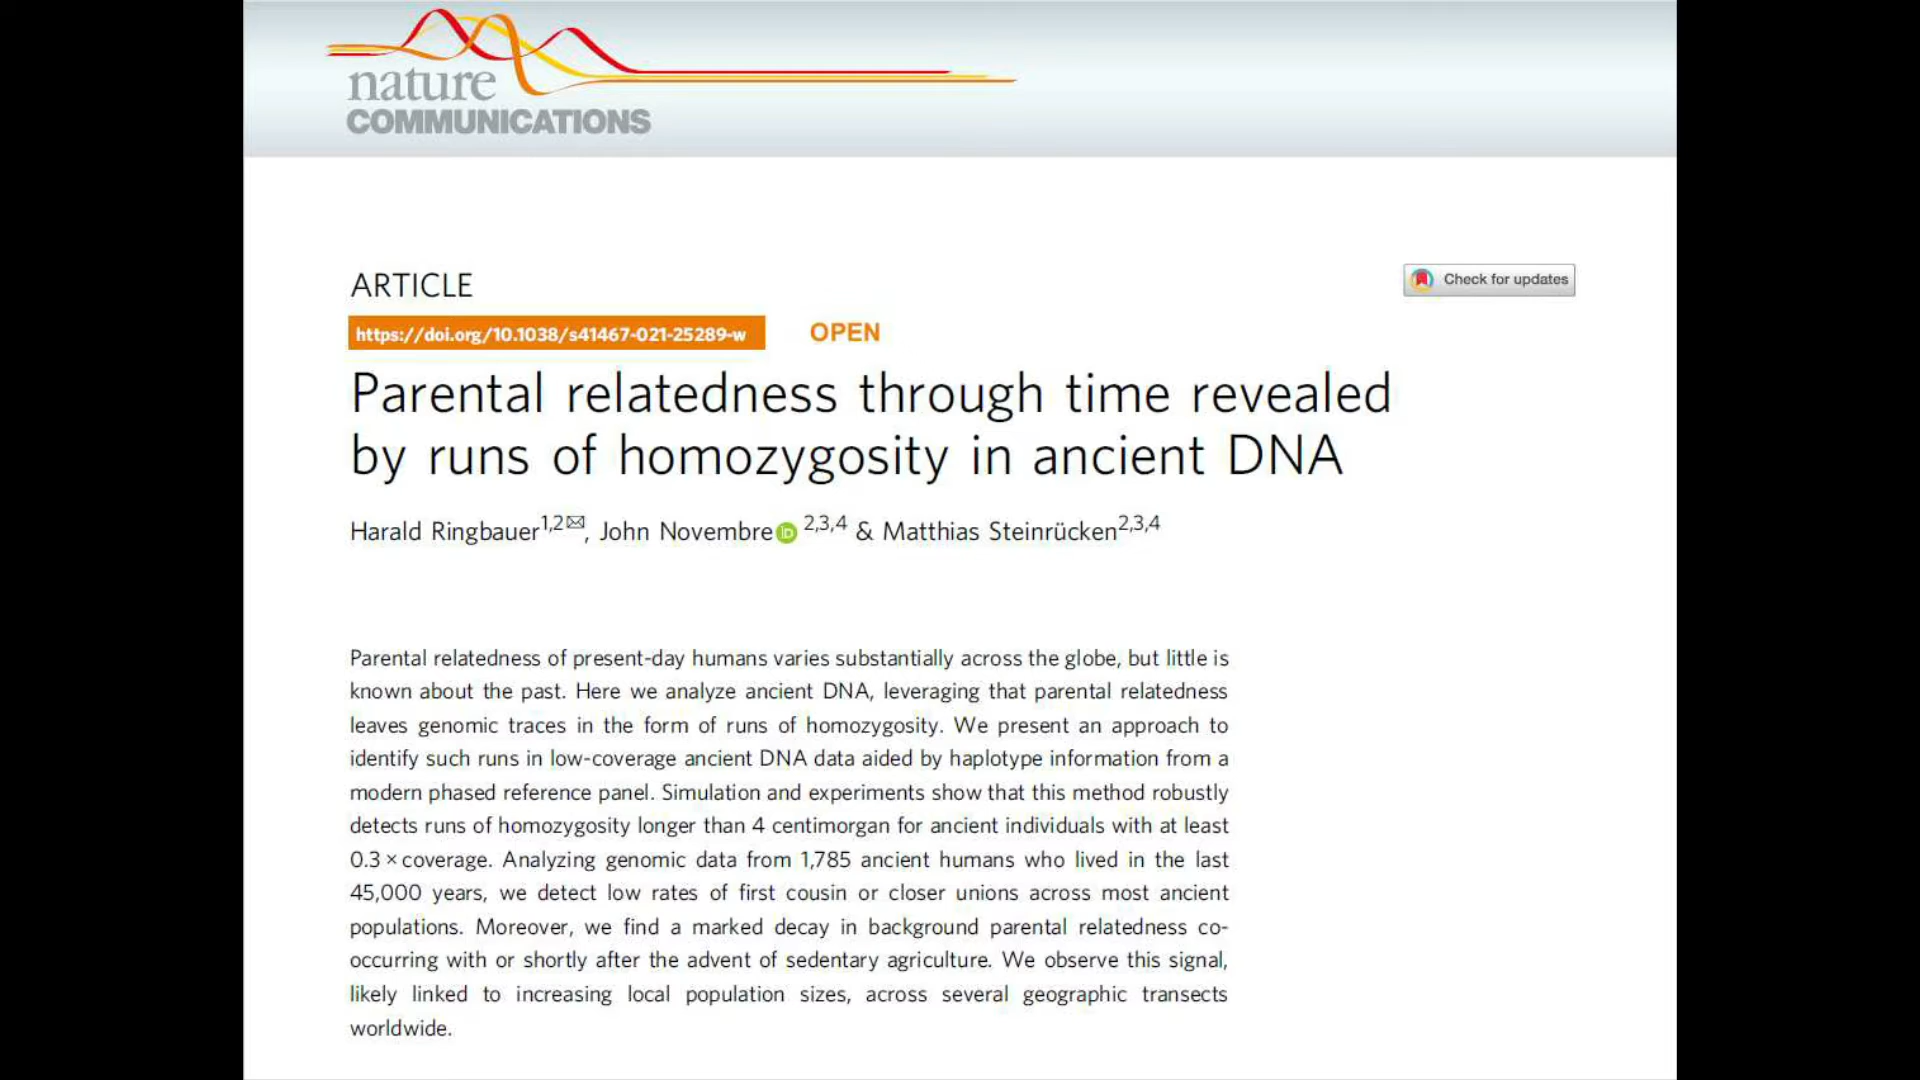 nature
COMMUNICATIONS
ARTICLE
Check for updates
https://doi.org/10.1038/s41467-021-25289-w OPEN
Parental relatedness through time revealed
by runs of homozygosity in ancient DNA
Harald Ringbauer1,2✉, John Novembre iD 2,3,4 & Matthias Steinrücken2,3,4
Parental relatedness of present-day humans varies substantially across the globe, but little is
known about the past. Here we analyze ancient DNA, leveraging that parental relatedness
leaves genomic traces in the form of runs of homozygosity. We present an approach to
identify such runs in low-coverage ancient DNA data aided by haplotype information from a
modern phased reference panel. Simulation and experiments show that this method robustly
detects runs of homozygosity longer than 4 centimorgan for ancient individuals with at least
0.3 × coverage. Analyzing genomic data from 1,785 ancient humans who lived in the last
45,000 years, we detect low rates of first cousin or closer unions across most ancient
populations. Moreover, we find a marked decay in background parental relatedness co-
occurring with or shortly after the advent of sedentary agriculture. We observe this signal,
likely linked to increasing local population sizes, across several geographic transects
worldwide.